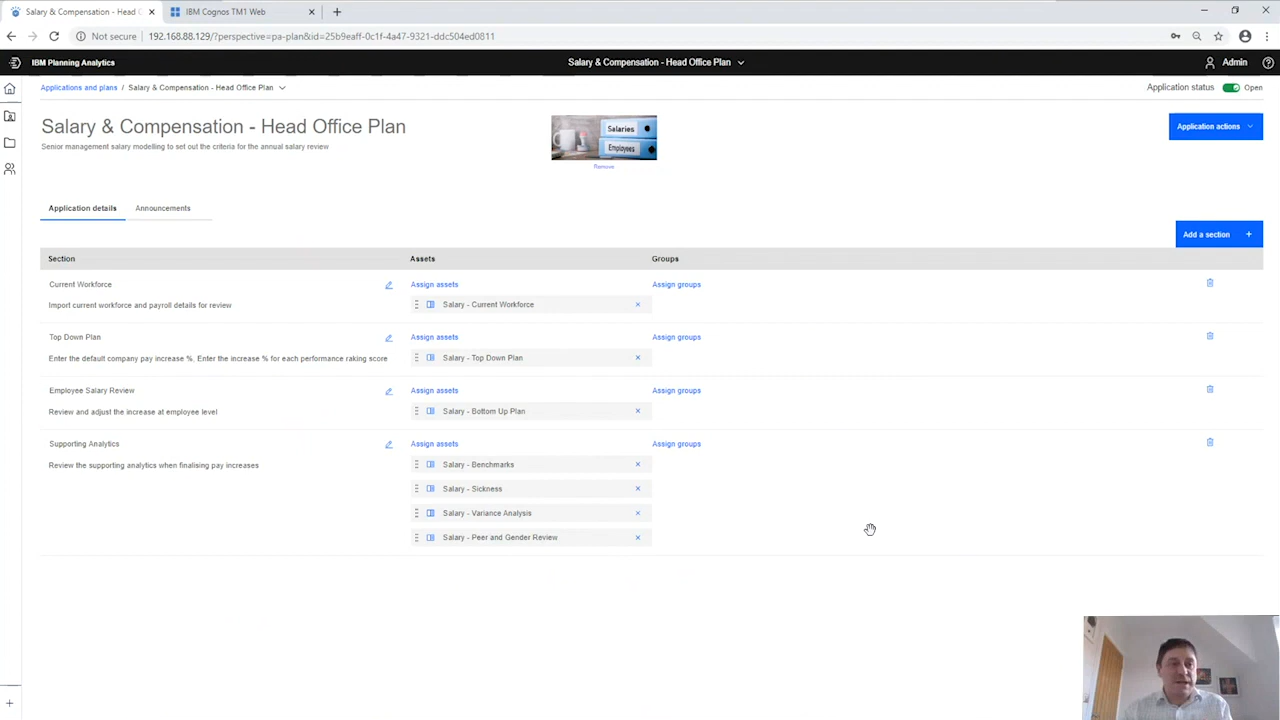 Salary & Compensation - Head O
IBM Cognos TM1 Web
Not secure
192.168.88.129/?perspective=pa-plan&id=25b9eaff-0c1f-4a47-9321-ddc504ed0811
IBM Planning Analytics
Salary & Compensation - Head Office Plan
Admin
Applications and plans / Salary & Compensation - Head Office Plan
Application status
Open
Salary & Compensation - Head Office Plan
Senior management salary modelling to set out the criteria for the annual salary review
Salaries
Employees
Remove
Application actions
Application details
Announcements
Add a section +
Section
Assets
Groups
Current Workforce
Assign assets
Assign groups
Import current workforce and payroll details for review
Salary - Current Workforce
Top Down Plan
Assign assets
Assign groups
Enter the default company pay increase %, Enter the increase % for each performance raking score
Salary - Top Down Plan
Employee Salary Review
Assign assets
Assign groups
Review and adjust the increase at employee level
Salary - Bottom Up Plan
Supporting Analytics
Assign assets
Assign groups
Review the supporting analytics when finalising pay increases
Salary - Benchmarks
Salary - Sickness
Salary - Variance Analysis
Salary - Peer and Gender Review